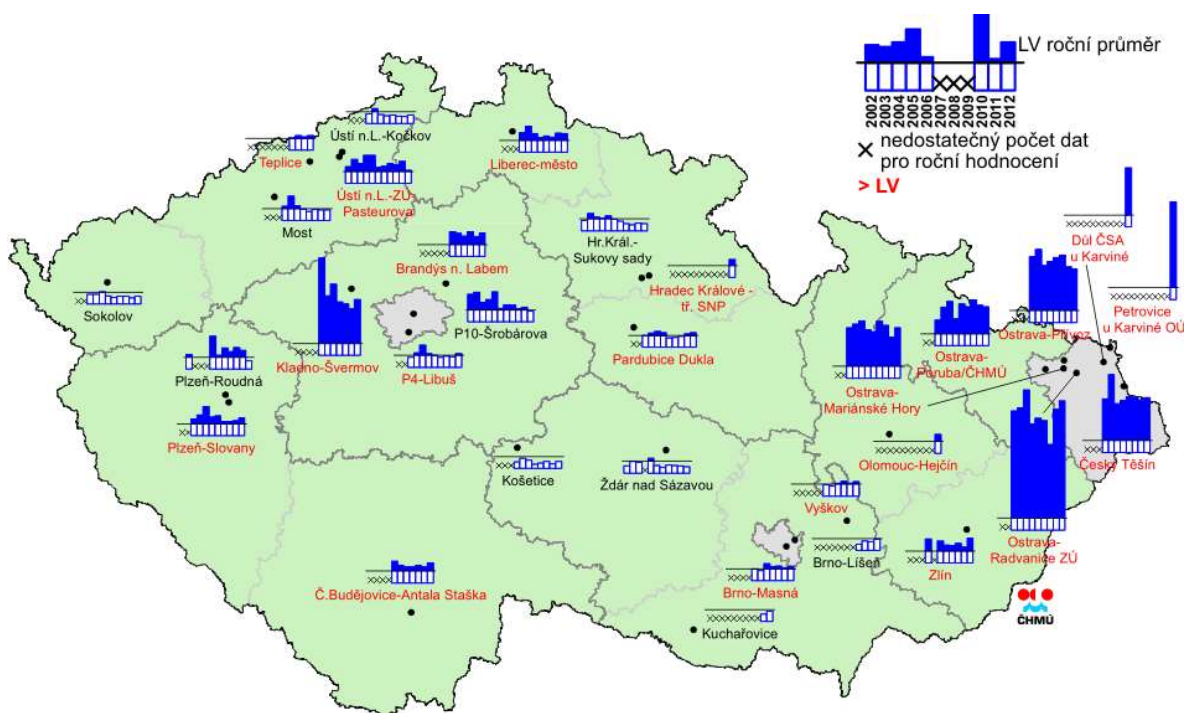 LV roční průměr
2002
2003
2004
2005
2006
2007
2008
2009
2010
2011
2012
nedostatečný počet dat
pro roční hodnocení
> LV
Ústí n.L.-Kočkov
Teplice
Liberec-město
Ústí n.L.-ZÚ-
Pasteurova
Most
Hr.Král.-
Sukovy sady
Důl ČSA
u Karviné
Brandýs n. Labem
Hradec Králové -
tř. SNP
Sokolov
P10-Šrobárova
Petrovice
u Karviné OÚ
Ostrava-Přívoz
Plzeň-Roudná
Kladno-Švermov
P4-Libuš
Pardubice Dukla
Ostrava-
Poruba/ČHMÚ
Ostrava-
Mariánské Hory
Plzeň-Slovany
Olomouc-Hejčín
Český Těšín
Košetice
Ždár nad Sázavou
Vyškov
Ostrava-
Radvanice ZÚ
Brno-Líšeň
Zlín
Č.Budějovice-Antala Staška
Brno-Masná
ČHMÚ
Kuchařovice